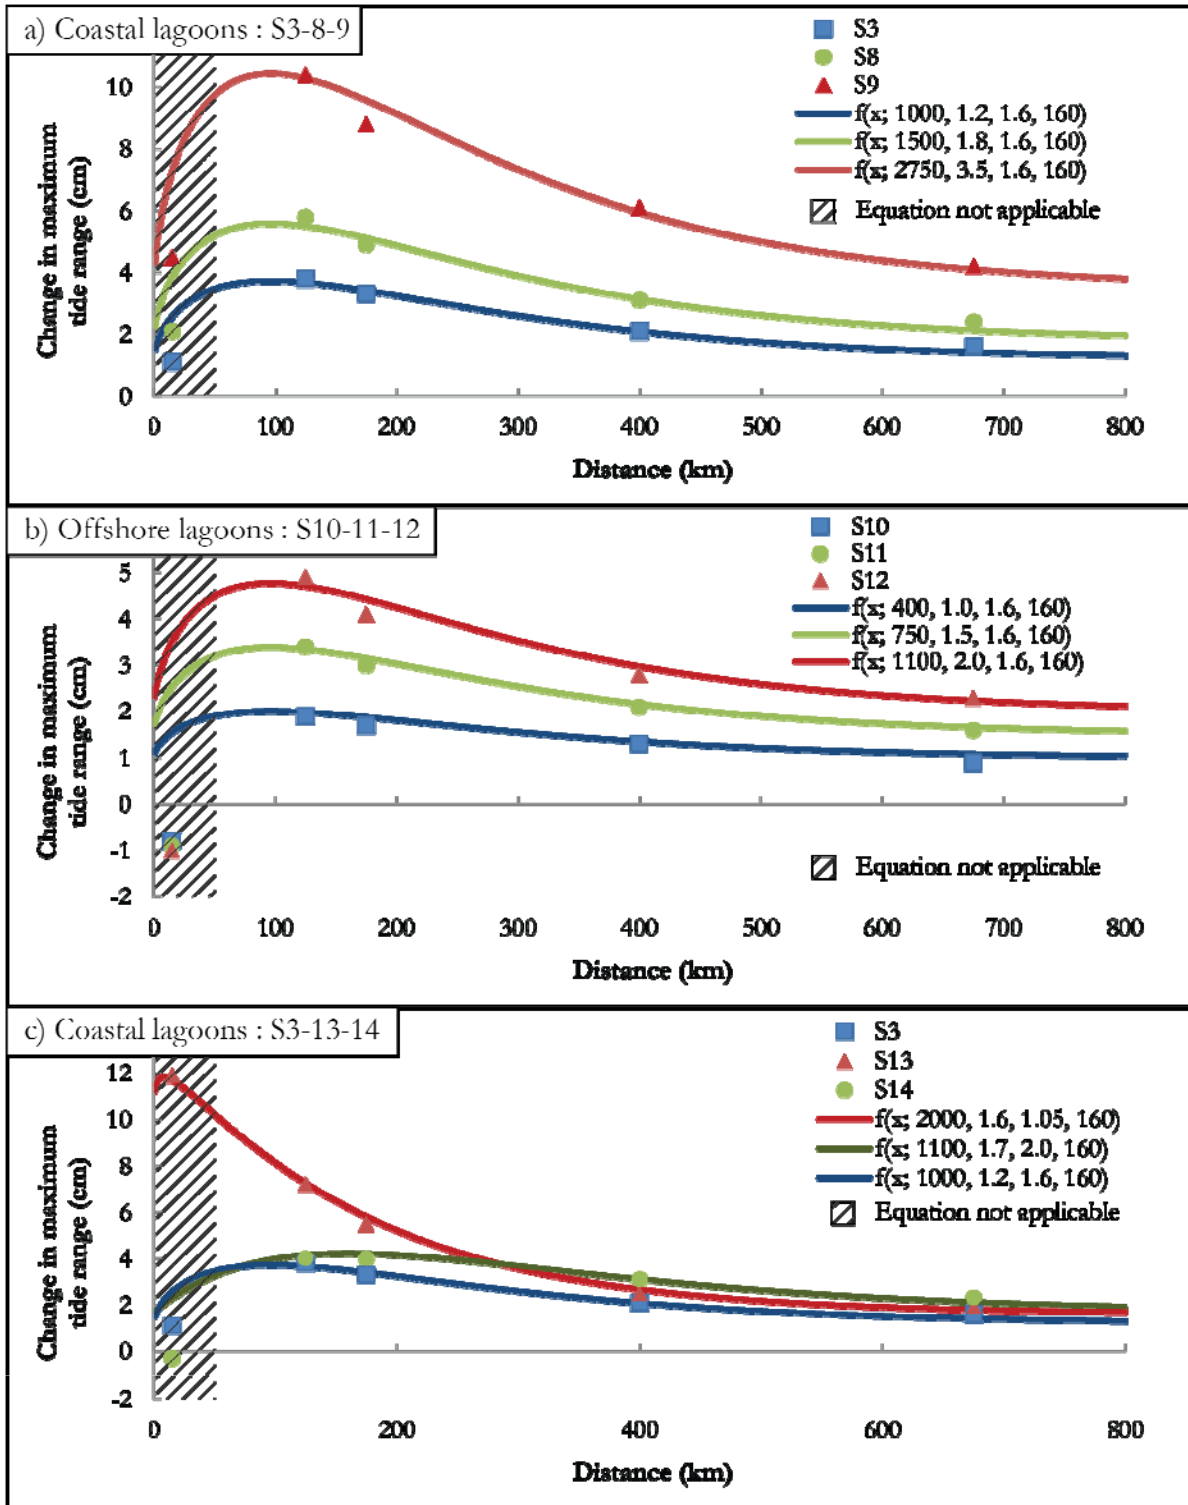 a) Coastal lagoons : S3-8-9
S3
S8
S9
f(x; 1000, 1.2, 1.6, 160)
f(x; 1500, 1.8, 1.6, 160)
f(x; 2750, 3.5, 1.6, 160)
Equation not applicable
Change in maximum
tide range (cm)
10
8
6
4
2
0
0 100 200 300 400 500 600 700 800
Distance (km)
b) Offshore lagoons : S10-11-12
S10
S11
S12
f(x; 400, 1.0, 1.6, 160)
f(x; 750, 1.5, 1.6, 160)
f(x; 1100, 2.0, 1.6, 160)
Equation not applicable
Change in maximum
tide range (cm)
5
4
3
2
1
0
-1
-2
0 100 200 300 400 500 600 700 800
Distance (km)
c) Coastal lagoons : S3-13-14
S3
S13
S14
f(x; 2000, 1.6, 1.05, 160)
f(x; 1100, 1.7, 2.0, 160)
f(x; 1000, 1.2, 1.6, 160)
Equation not applicable
Change in maximum
tide range (cm)
12
10
8
6
4
2
0
-2
0 200 400 600 800
Distance (km)